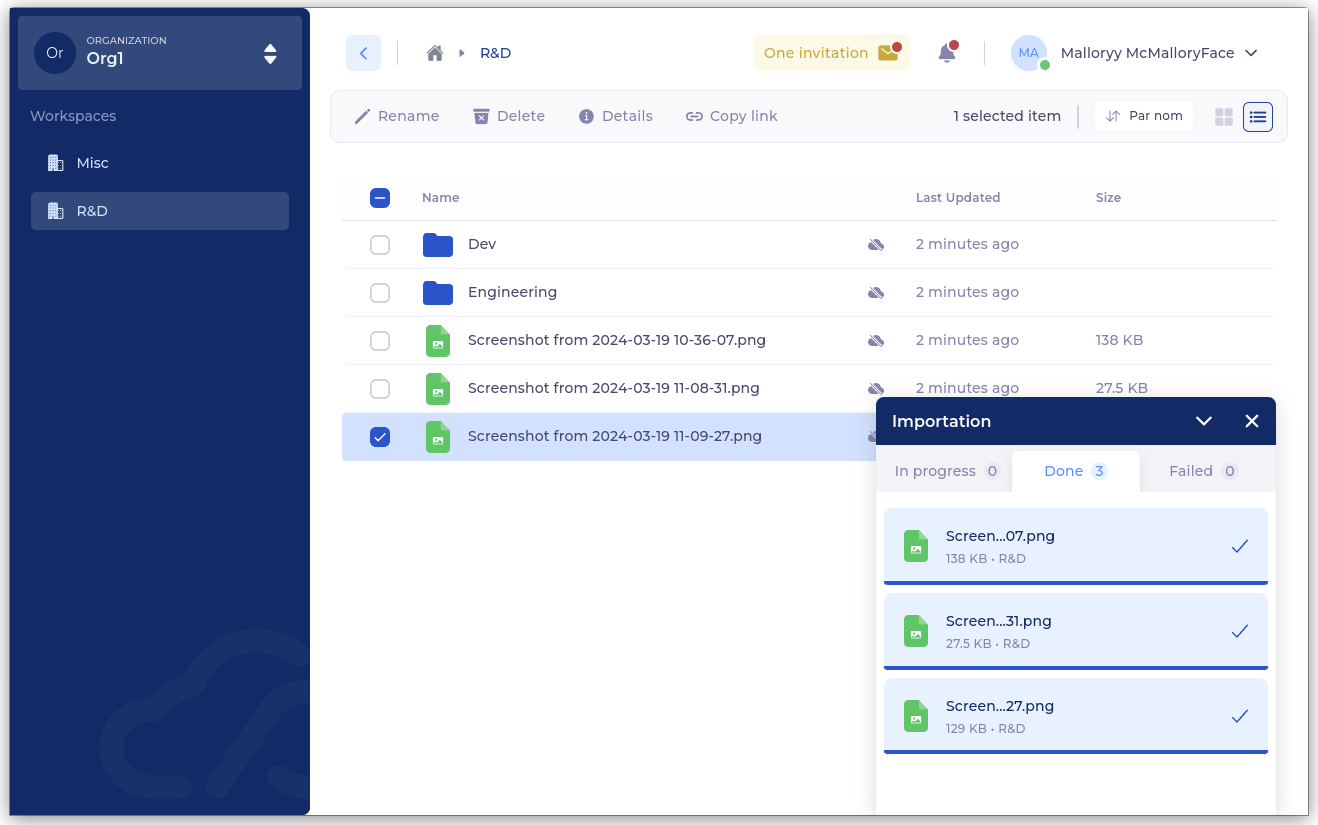 Or
ORGANIZATION
Org1
Workspaces
Misc
R&D
R&D
One invitation
MA
Malloryy McMalloryFace
Rename
Delete
Details
Copy link
1 selected item
Par nom
Name
Last Updated
Size
Dev
2 minutes ago
Engineering
2 minutes ago
Screenshot from 2024-03-19 10-36-07.png
2 minutes ago
138 KB
Screenshot from 2024-03-19 11-08-31.png
2 minutes ago
27.5 KB
Screenshot from 2024-03-19 11-09-27.png
Importation
In progress 0
Done 3
Failed 0
Screen...07.png
138 KB • R&D
Screen...31.png
27.5 KB • R&D
Screen...27.png
129 KB • R&D